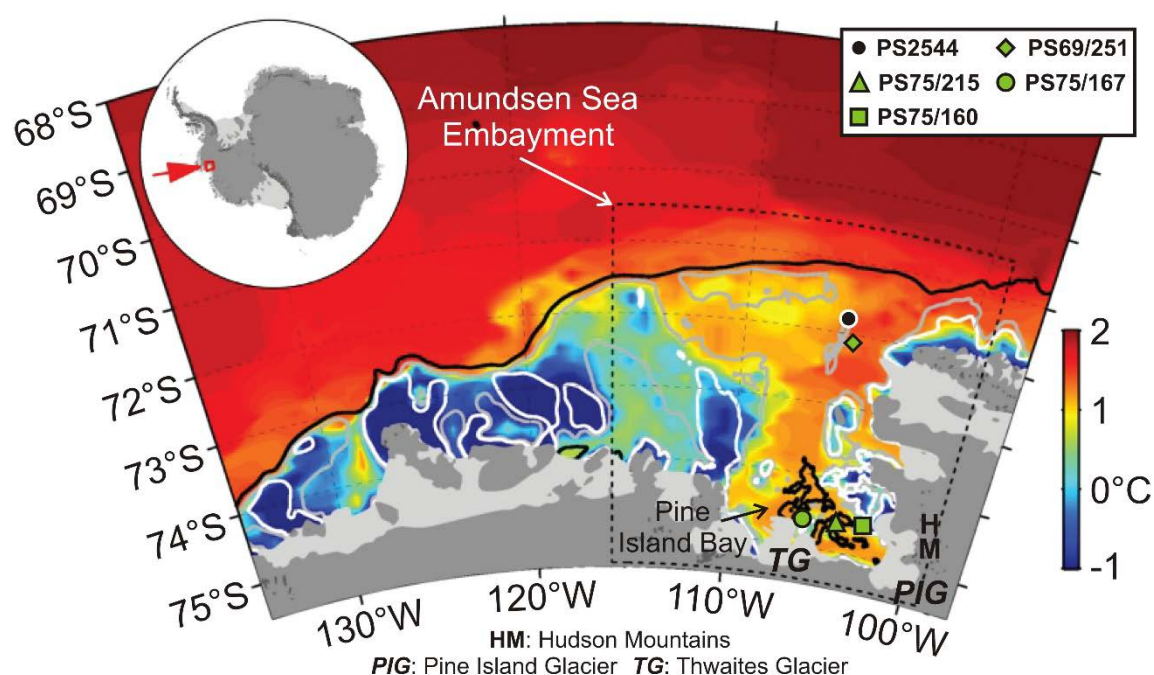 PS2544
PS69/251
PS75/215
PS75/167
PS75/160
Amundsen Sea
Embayment
68°S
69°S
70°S
71°S
72°S
73°S
74°S
75°S
2
1
0°C
-1
Pine
Island Bay
TG
HM
PIG
130°W
120°W
110°W
100°W
HM: Hudson Mountains
PIG: Pine Island Glacier TG: Thwaites Glacier